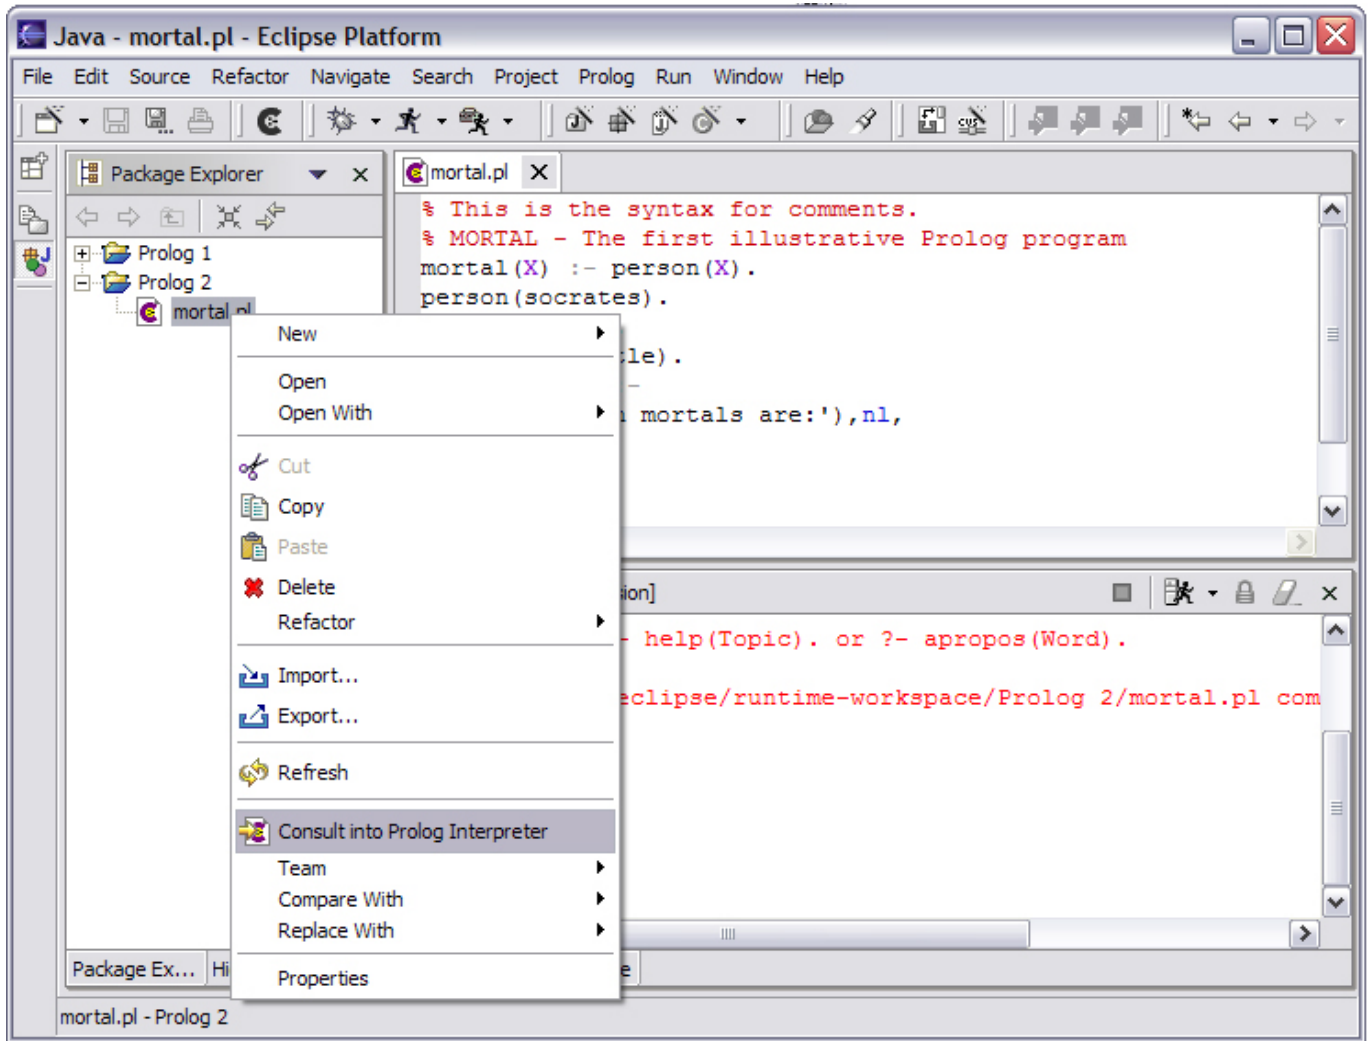 Java - mortal.pl - Eclipse Platform
File Edit Source Refactor Navigate Search Project Prolog Run Window Help
Package Explorer
mortal.pl
Prolog 1
Prolog 2
mortal.pl
% This is the syntax for comments.
% MORTAL - The first illustrative Prolog program
mortal(X) :- person(X).
person(socrates).
tle).
-
mortals are:'),nl,
New
Open
Open With
Cut
Copy
Paste
Delete
Refactor
Import...
Export...
Refresh
Consult into Prolog Interpreter
Team
Compare With
Replace With
Properties
sion]
- help(Topic). or ?- apropos(Word).
eclipse/runtime-workspace/Prolog 2/mortal.pl com
Package Ex... Hi
e
mortal.pl - Prolog 2